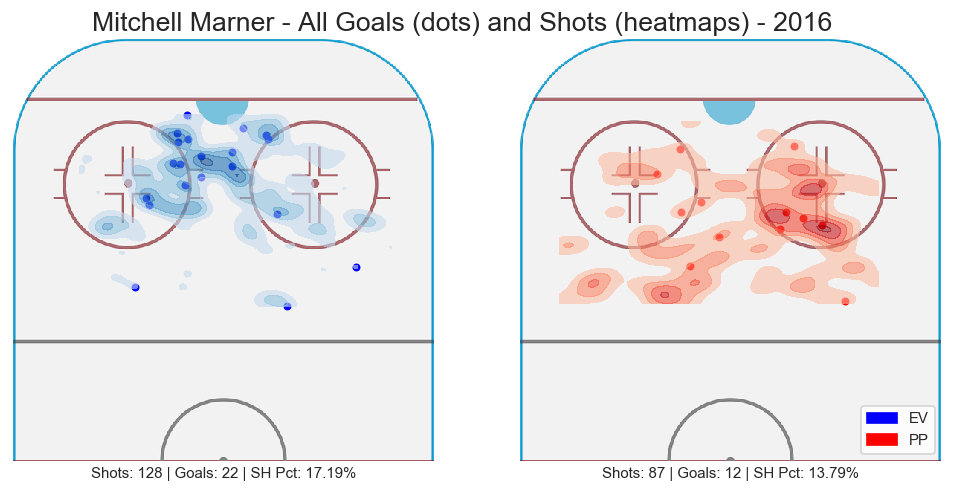 Mitchell Marner - All Goals (dots) and Shots (heatmaps) - 2016
EV
PP
Shots: 128 | Goals: 22 | SH Pct: 17.19%
Shots: 87 | Goals: 12 | SH Pct: 13.79%